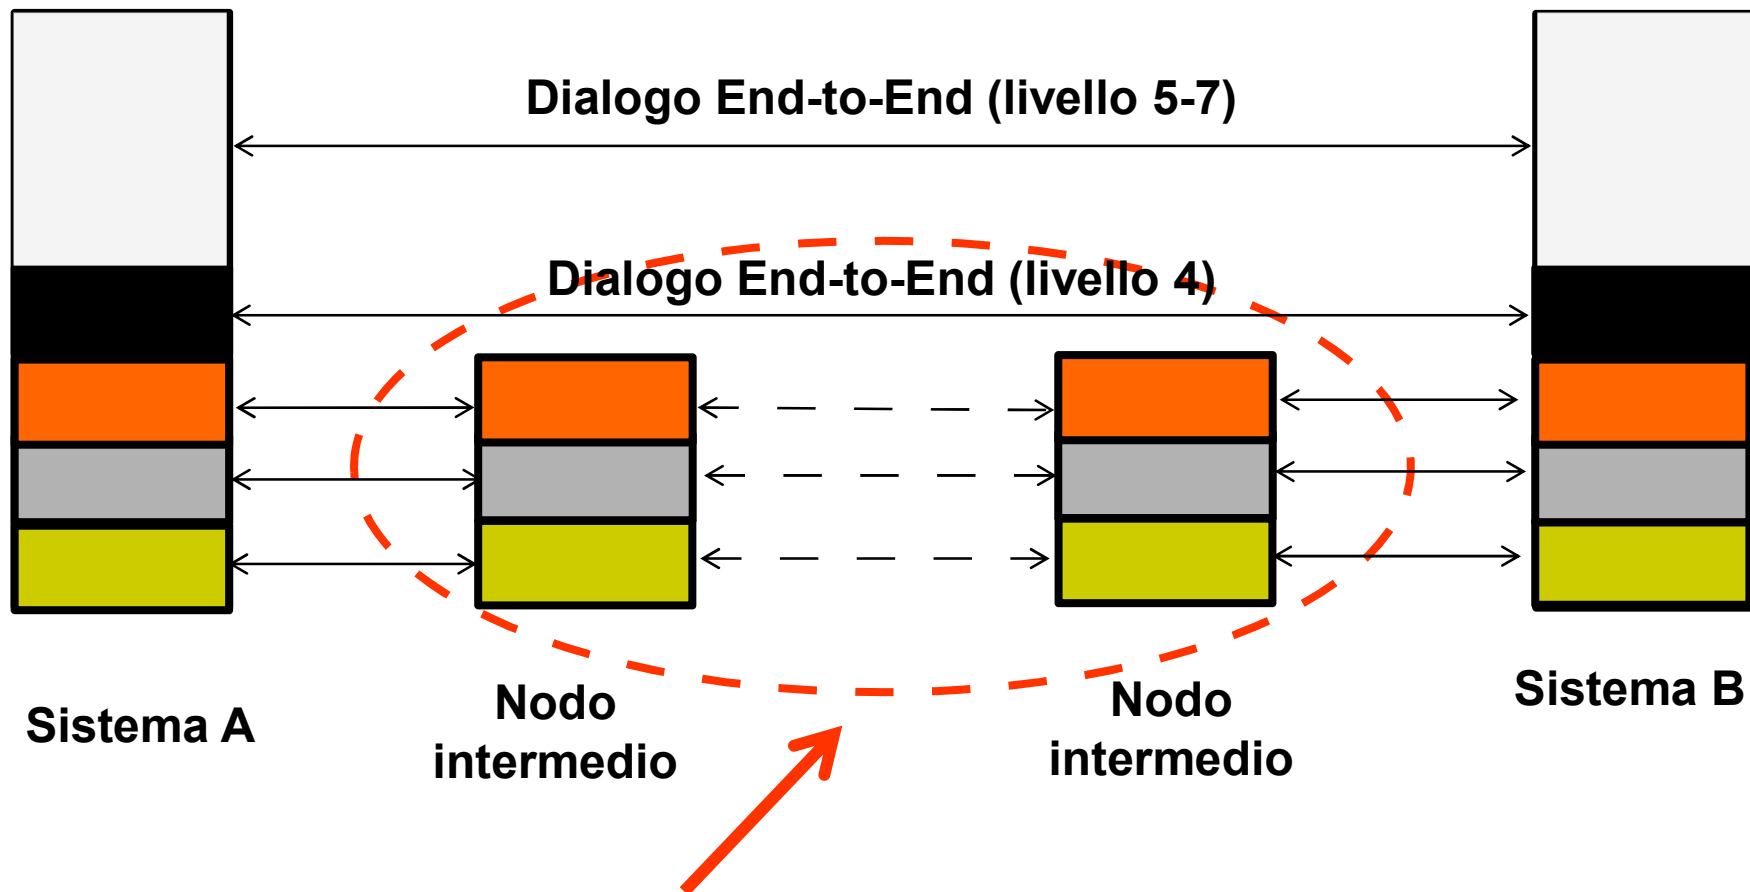 Dialogo End-to-End (livello 5-7)
Dialogo End-to-End (livello 4)
Sistema A
Nodo
intermedio
Nodo
intermedio
Sistema B